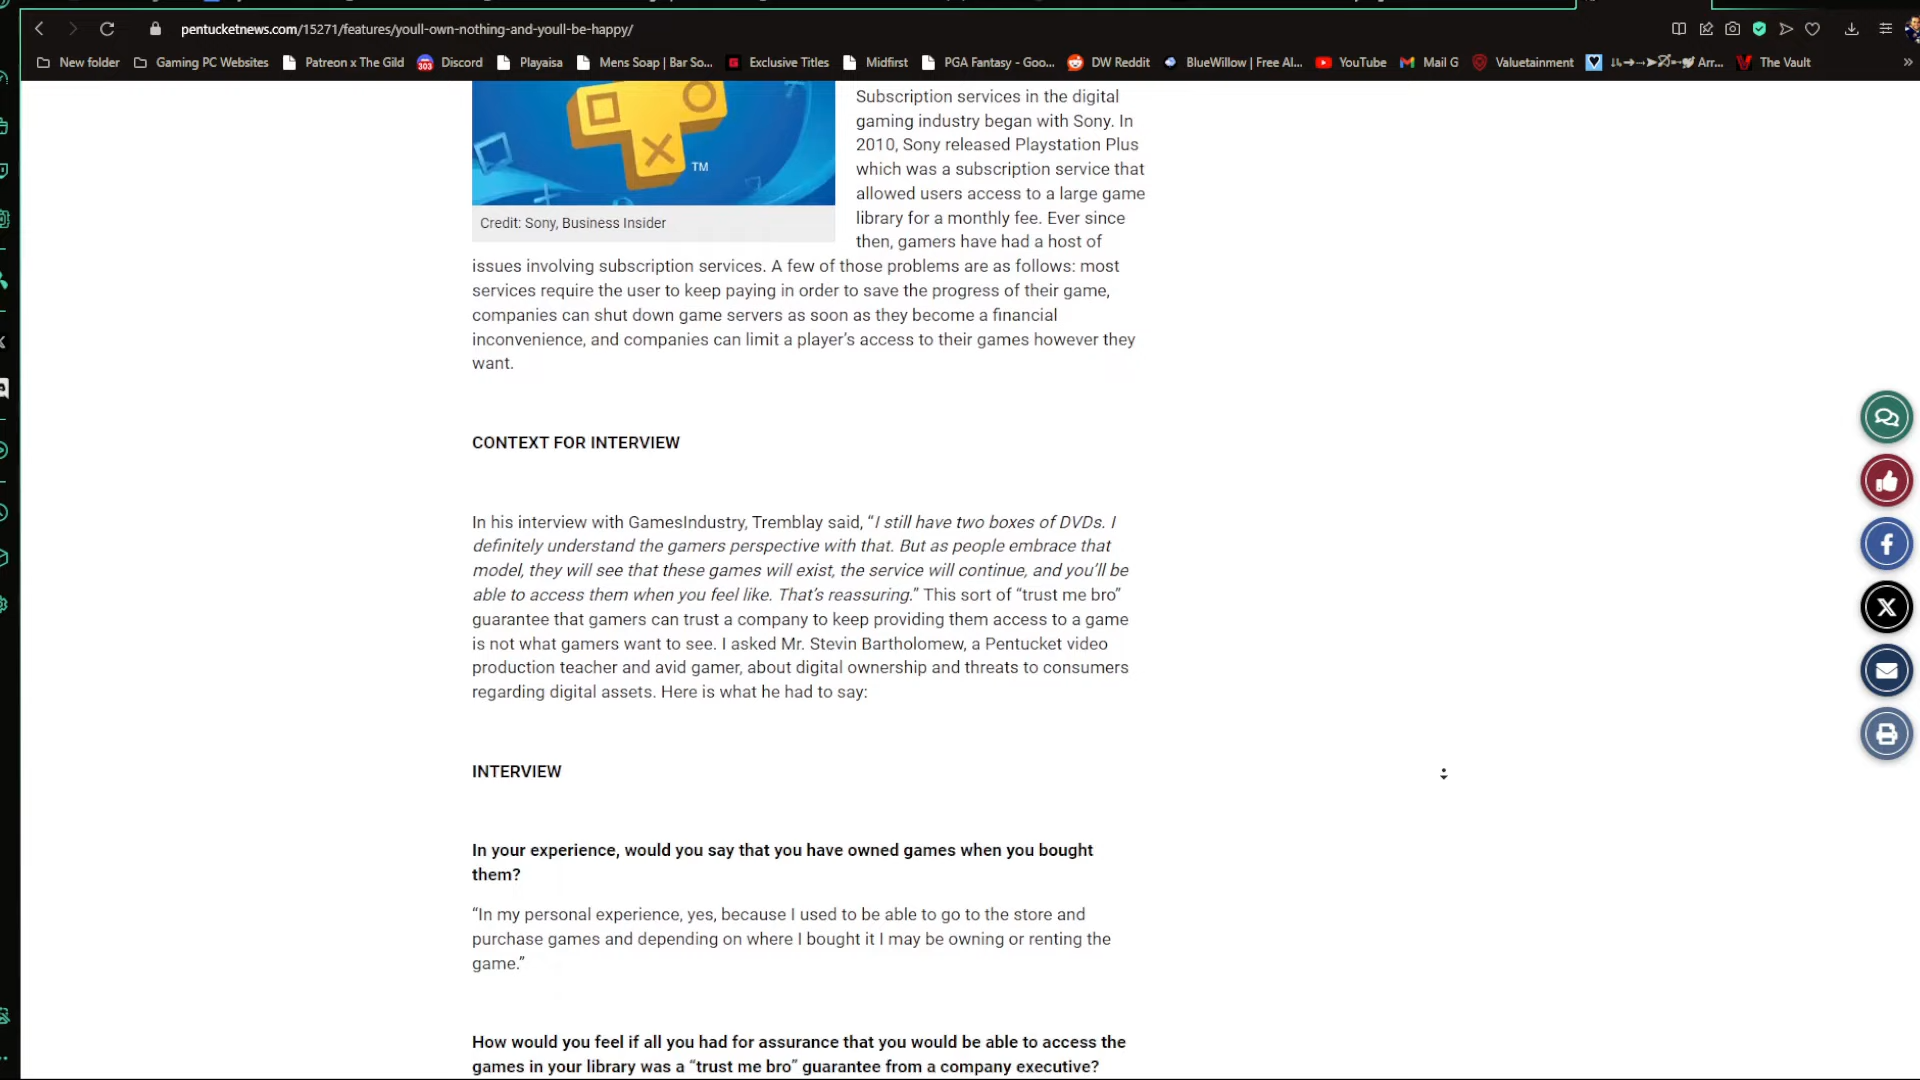 pentucketnews.com/15271/features/youll-own-nothing-and-youll-be-happy/
New folder Gaming PC Websites Patreon x The Gild Discord Playaisa Mens Soap | Bar So... Exclusive Titles Midfirst PGA Fantasy - Goo... DW Reddit BlueWillow | Free AI... YouTube Mail G Valuetainment Arr... The Vault »
TM
Credit: Sony, Business Insider
Subscription services in the digital
gaming industry began with Sony. In
2010, Sony released Playstation Plus
which was a subscription service that
allowed users access to a large game
library for a monthly fee. Ever since
then, gamers have had a host of
issues involving subscription services. A few of those problems are as follows: most
services require the user to keep paying in order to save the progress of their game,
companies can shut down game servers as soon as they become a financial
inconvenience, and companies can limit a player’s access to their games however they
want.
CONTEXT FOR INTERVIEW
In his interview with GamesIndustry, Tremblay said, “I still have two boxes of DVDs. I
definitely understand the gamers perspective with that. But as people embrace that
model, they will see that these games will exist, the service will continue, and you’ll be
able to access them when you feel like. That’s reassuring.” This sort of “trust me bro”
guarantee that gamers can trust a company to keep providing them access to a game
is not what gamers want to see. I asked Mr. Stevin Bartholomew, a Pentucket video
production teacher and avid gamer, about digital ownership and threats to consumers
regarding digital assets. Here is what he had to say:
INTERVIEW
In your experience, would you say that you have owned games when you bought
them?
“In my personal experience, yes, because I used to be able to go to the store and
purchase games and depending on where I bought it I may be owning or renting the
game.”
How would you feel if all you had for assurance that you would be able to access the
games in your library was a “trust me bro” guarantee from a company executive?